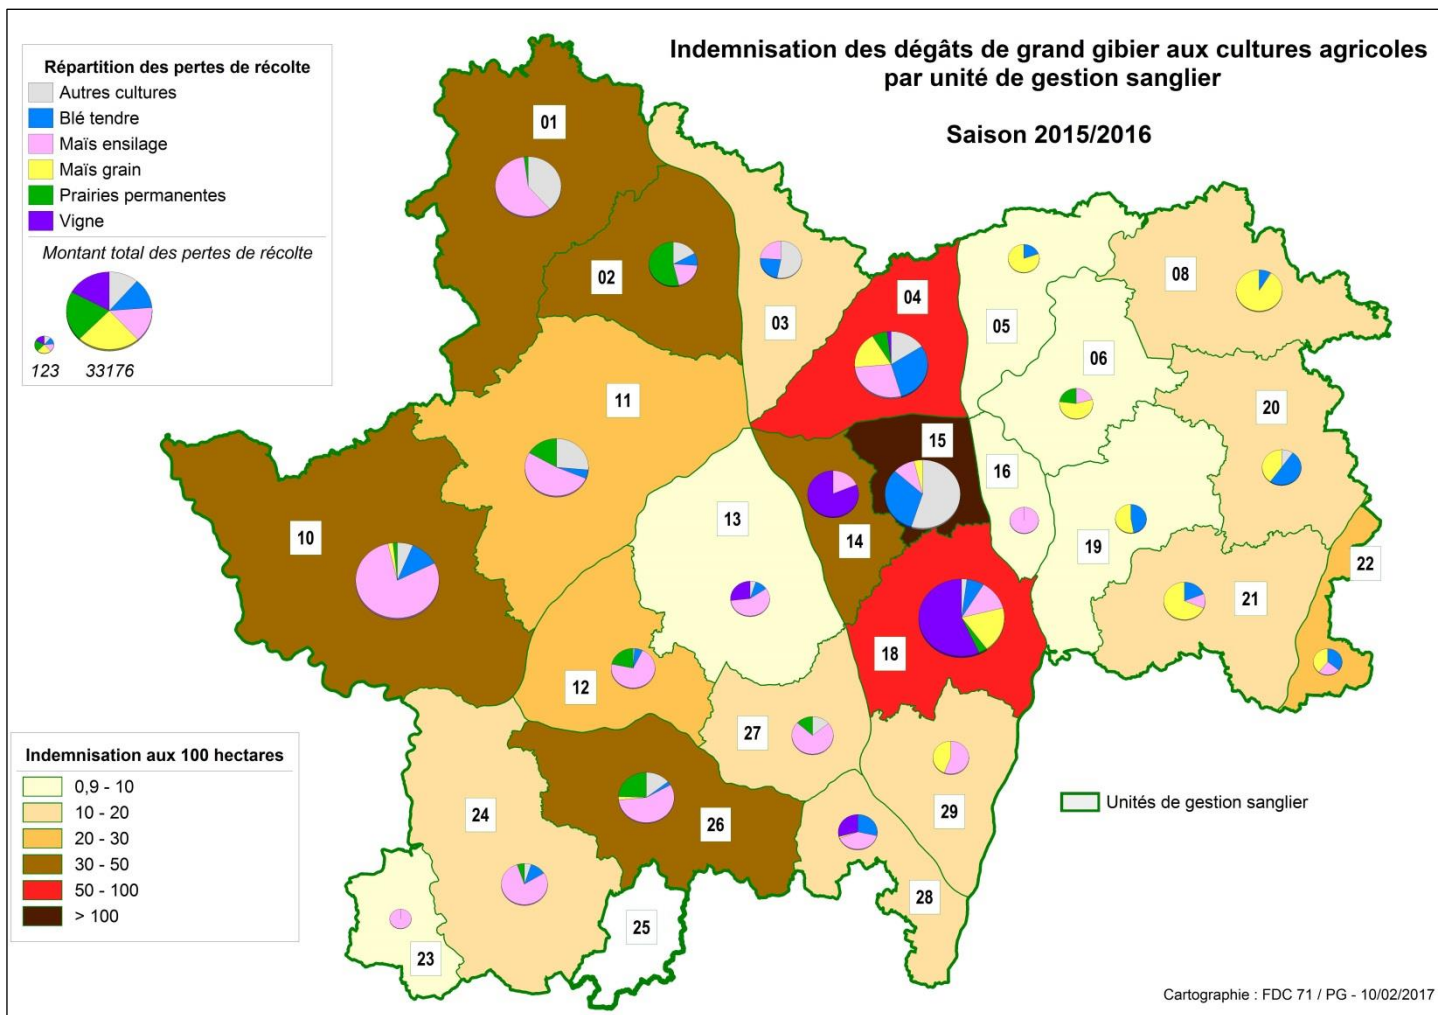 Indemnisation des dégâts de grand gibier aux cultures agricoles
par unité de gestion sanglier
Saison 2015/2016
Répartition des pertes de récolte
Autres cultures
Blé tendre
Maïs ensilage
Maïs grain
Prairies permanentes
Vigne
Montant total des pertes de récolte
123 33176
01
02
03
04
05
06
08
11
20
15
16
10
13
14
19
22
21
18
12
27
24
26
29
28
25
23
Indemnisation aux 100 hectares
0,9 - 10
10 - 20
20 - 30
30 - 50
50 - 100
> 100
Unités de gestion sanglier
Cartographie : FDC 71 / PG - 10/02/2017